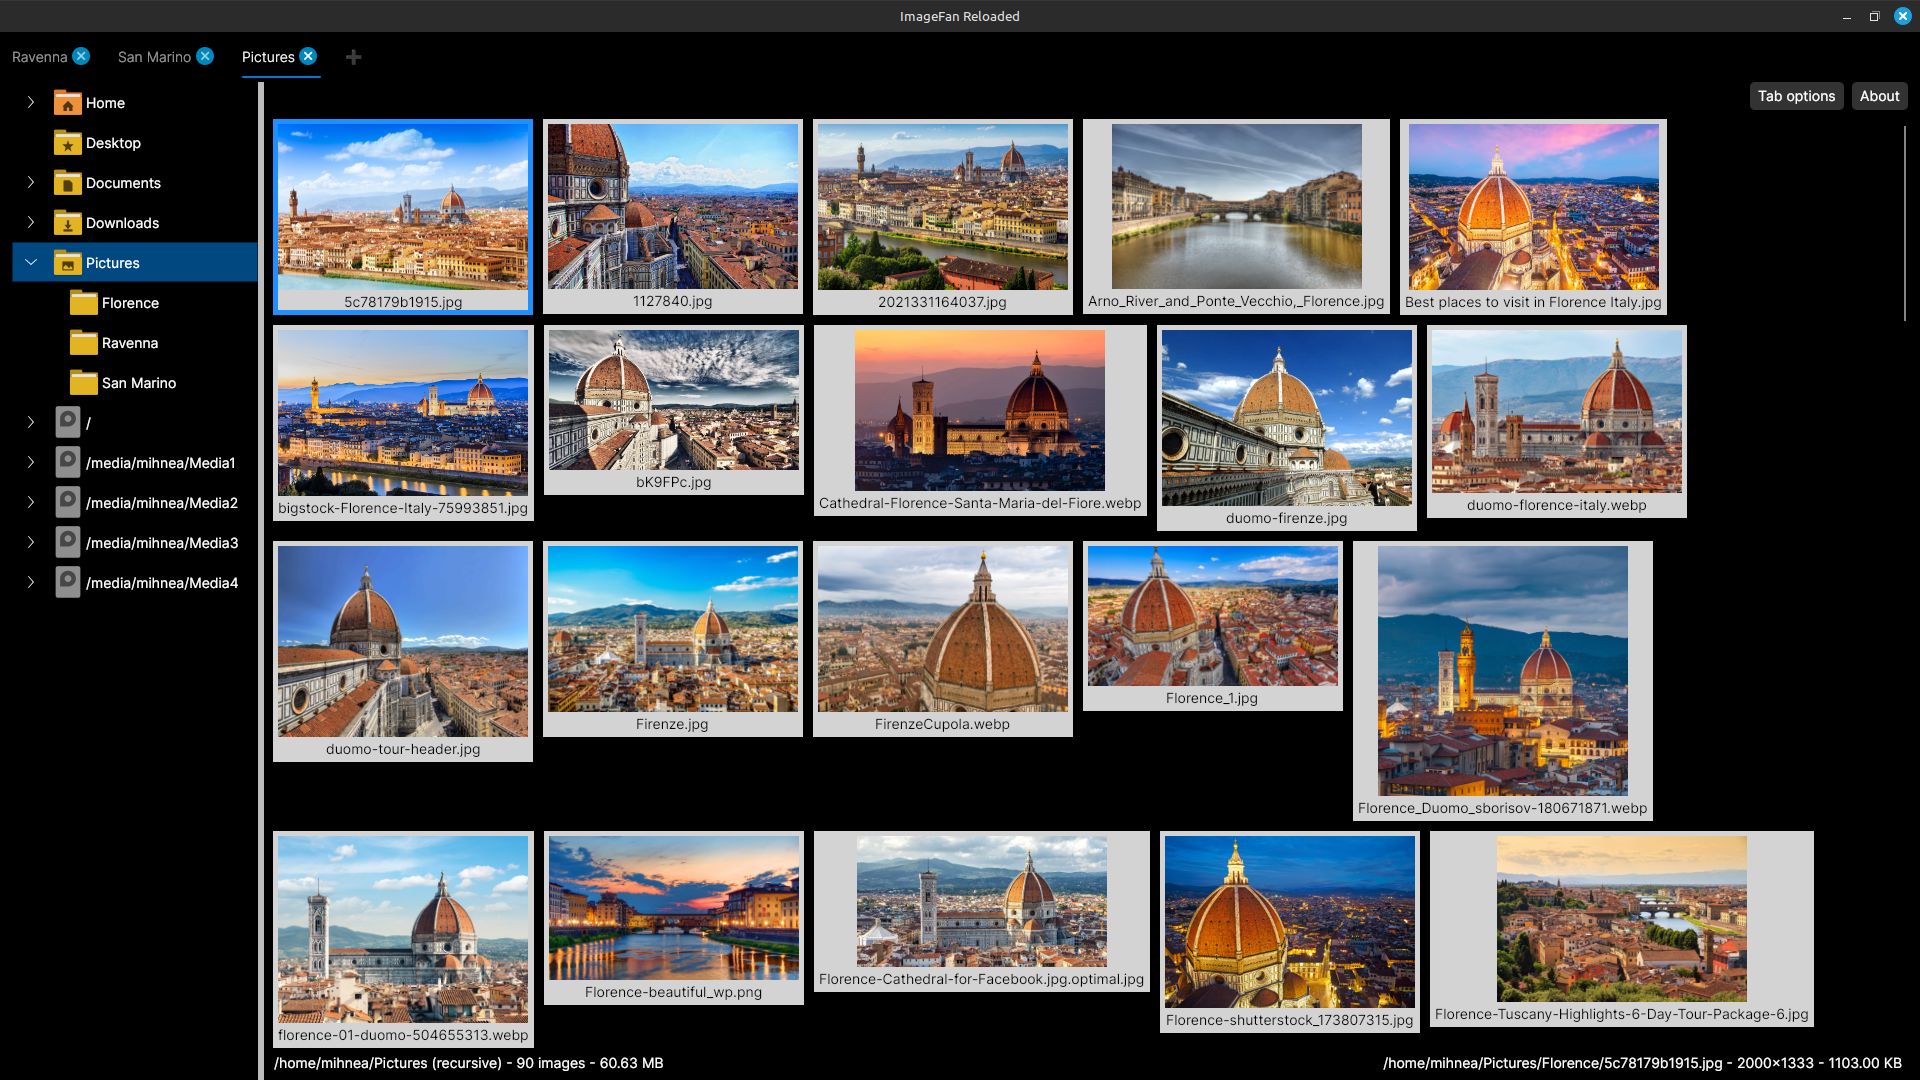 ImageFan Reloaded
Ravenna
San Marino
Pictures
Tab options
About
Home
Desktop
Documents
Downloads
Pictures
Florence
Ravenna
San Marino
/
/media/mihnea/Media1
/media/mihnea/Media2
/media/mihnea/Media3
/media/mihnea/Media4
5c78179b1915.jpg
1127840.jpg
2021331164037.jpg
Arno_River_and_Ponte_Vecchio,_Florence.jpg
Best places to visit in Florence Italy.jpg
bigstock-Florence-Italy-75993851.jpg
bK9FPc.jpg
Cathedral-Florence-Santa-Maria-del-Fiore.webp
duomo-firenze.jpg
duomo-florence-italy.webp
duomo-tour-header.jpg
Firenze.jpg
FirenzeCupola.webp
Florence_1.jpg
Florence_Duomo_sborisov-180671871.webp
florence-01-duomo-504655313.webp
Florence-beautiful_wp.png
Florence-Cathedral-for-Facebook.jpg.optimal.jpg
Florence-shutterstock_173807315.jpg
Florence-Tuscany-Highlights-6-Day-Tour-Package-6.jpg
/home/mihnea/Pictures (recursive) - 90 images - 60.63 MB
/home/mihnea/Pictures/Florence/5c78179b1915.jpg - 2000×1333 - 1103.00 KB